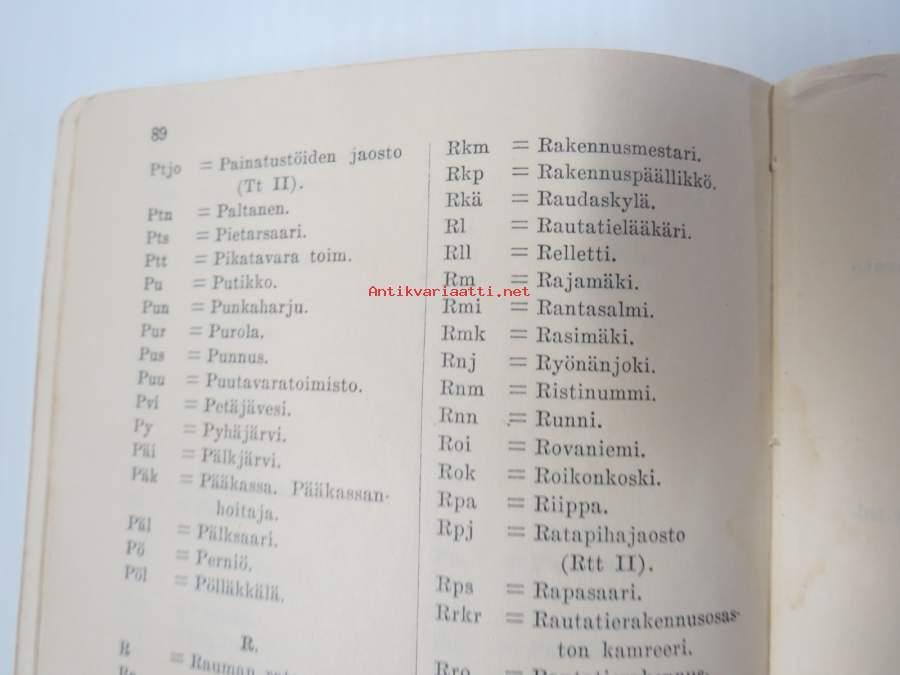 89
Ptjo = Painatustöiden jaosto
(Tt II).
Ptn = Paltanen.
Pts = Pietarsaari.
Ptt = Pikatavara toim.
Pu = Putikko.
Pun = Punkaharju.
Pur = Purola.
Pus = Punnus.
Puu = Puutavaratoimisto.
Pvi = Petäjävesi.
Py = Pyhäjärvi.
Päi = Pälkjärvi.
Päk = Pääkassa. Pääkassan-
hoitaja.
Päl = Pälksaari.
Pö = Perniö.
Pöl = Pölläkkälä.
R.
R = Rauman
Rkm = Rakennusmestari.
Rkp = Rakennuspäällikkö.
Rkä = Raudaskylä.
Rl = Rautatielääkäri.
Rll = Relletti.
Rm = Rajamäki.
Rmi = Rantasalmi.
Rmk = Rasimäki.
Rnj = Ryönänjoki.
Rnm = Ristinummi.
Rnn = Runni.
Roi = Rovaniemi.
Rok = Roikonkoski.
Rpa = Riippa.
Rpj = Ratapihajaosto
(Rtt II).
Rps = Rapasaari.
Rrkr = Rautatierakennusosas-
ton kamreeri.
Rro =
Antikvariaatti.net